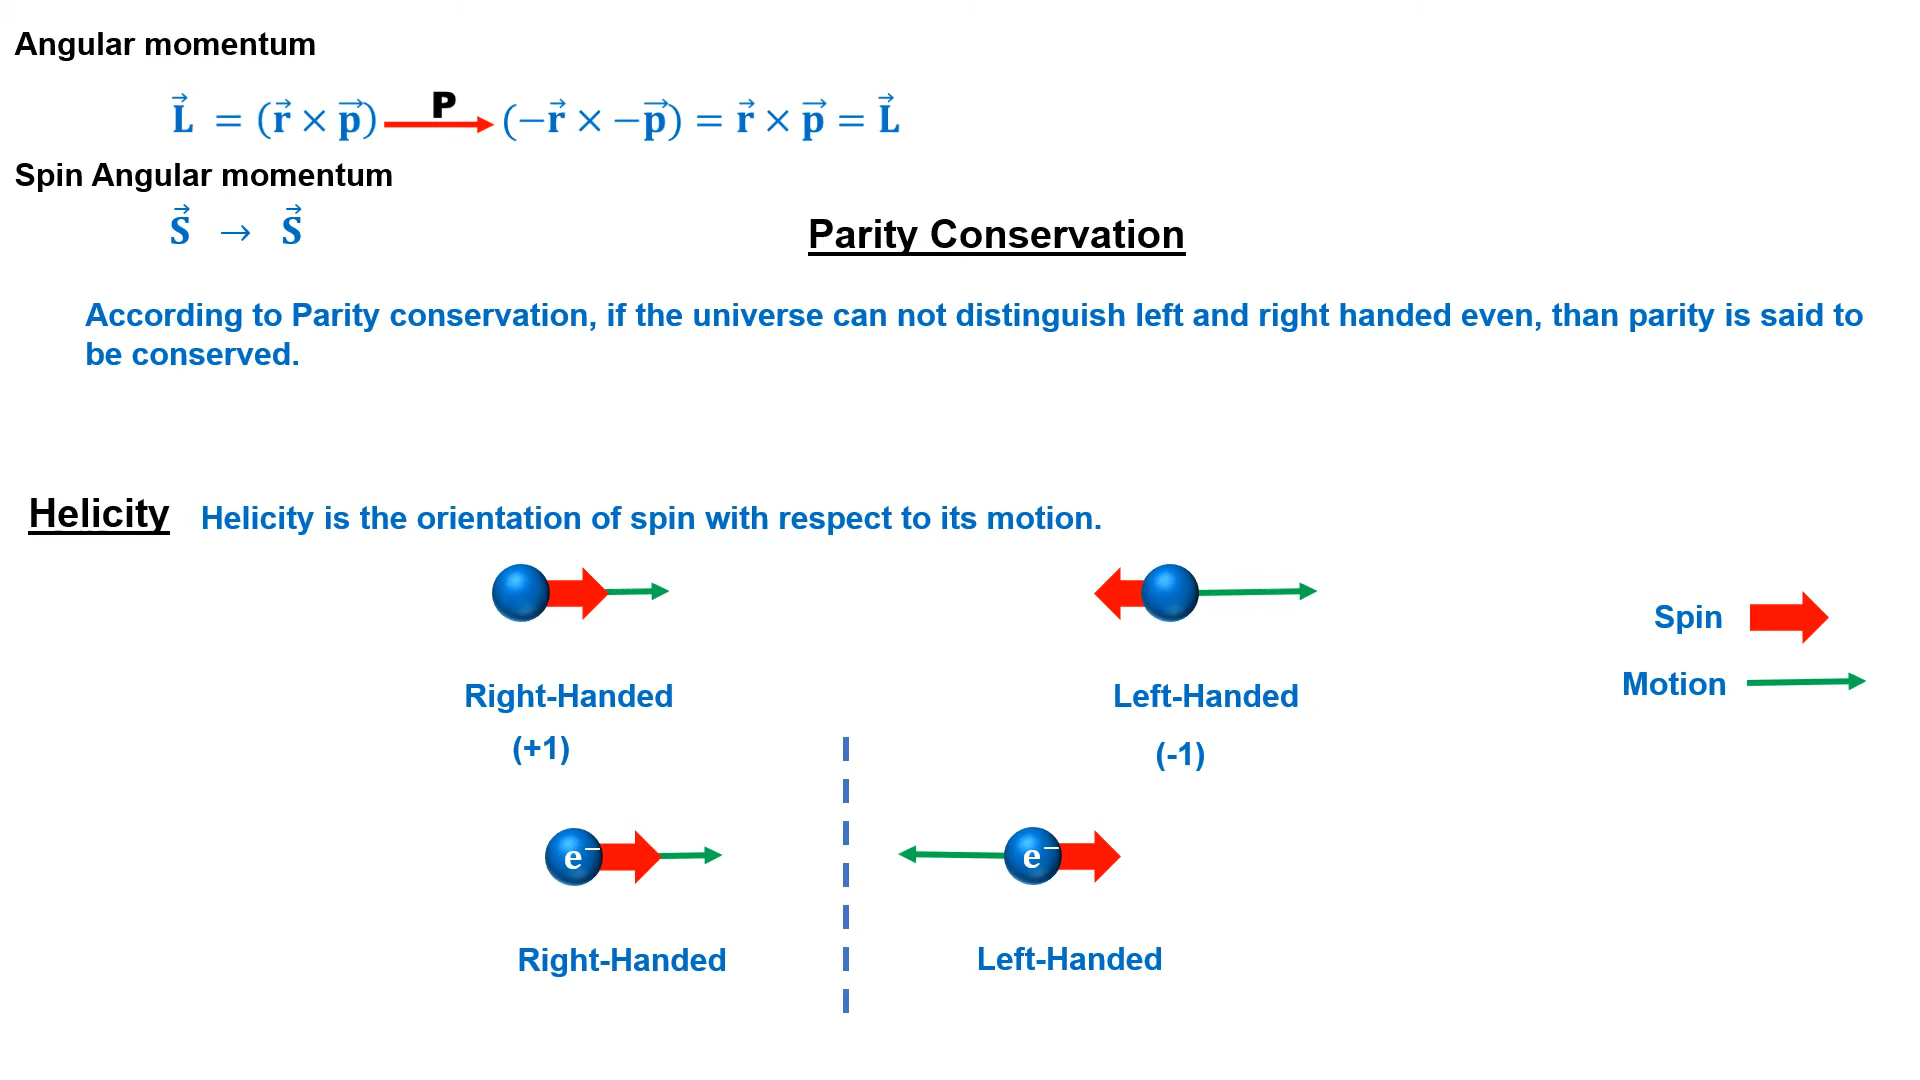 Angular momentum
L⃗ = (r⃗ × p⃗) P (−r⃗ × −p⃗) = r⃗ × p⃗ = L⃗
Spin Angular momentum
S⃗ → S⃗
Parity Conservation
According to Parity conservation, if the universe can not distinguish left and right handed even, than parity is said to
be conserved.
Helicity Helicity is the orientation of spin with respect to its motion.
Spin
Motion
Right-Handed Left-Handed
(+1) (-1)
e⁻ e⁻
Right-Handed Left-Handed